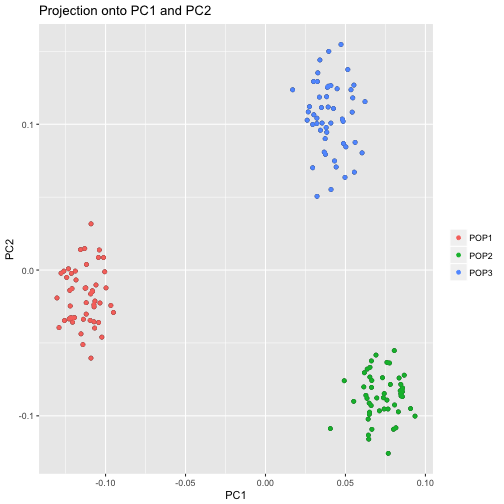 Projection onto PC1 and PC2
PC2
0.1
0.0
-0.1
-0.10
-0.05
0.00
0.05
0.10
PC1
POP1
POP2
POP3